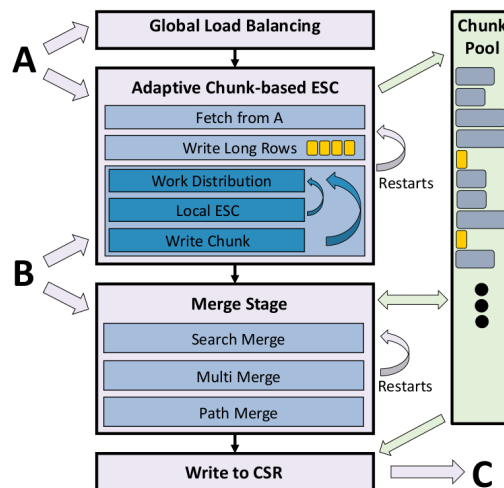 Global Load Balancing
Chunk
Pool
A
Adaptive Chunk-based ESC
Fetch from A
Write Long Rows
Work Distribution
Restarts
Local ESC
Write Chunk
B
Merge Stage
Search Merge
Multi Merge
Restarts
Path Merge
Write to CSR
C